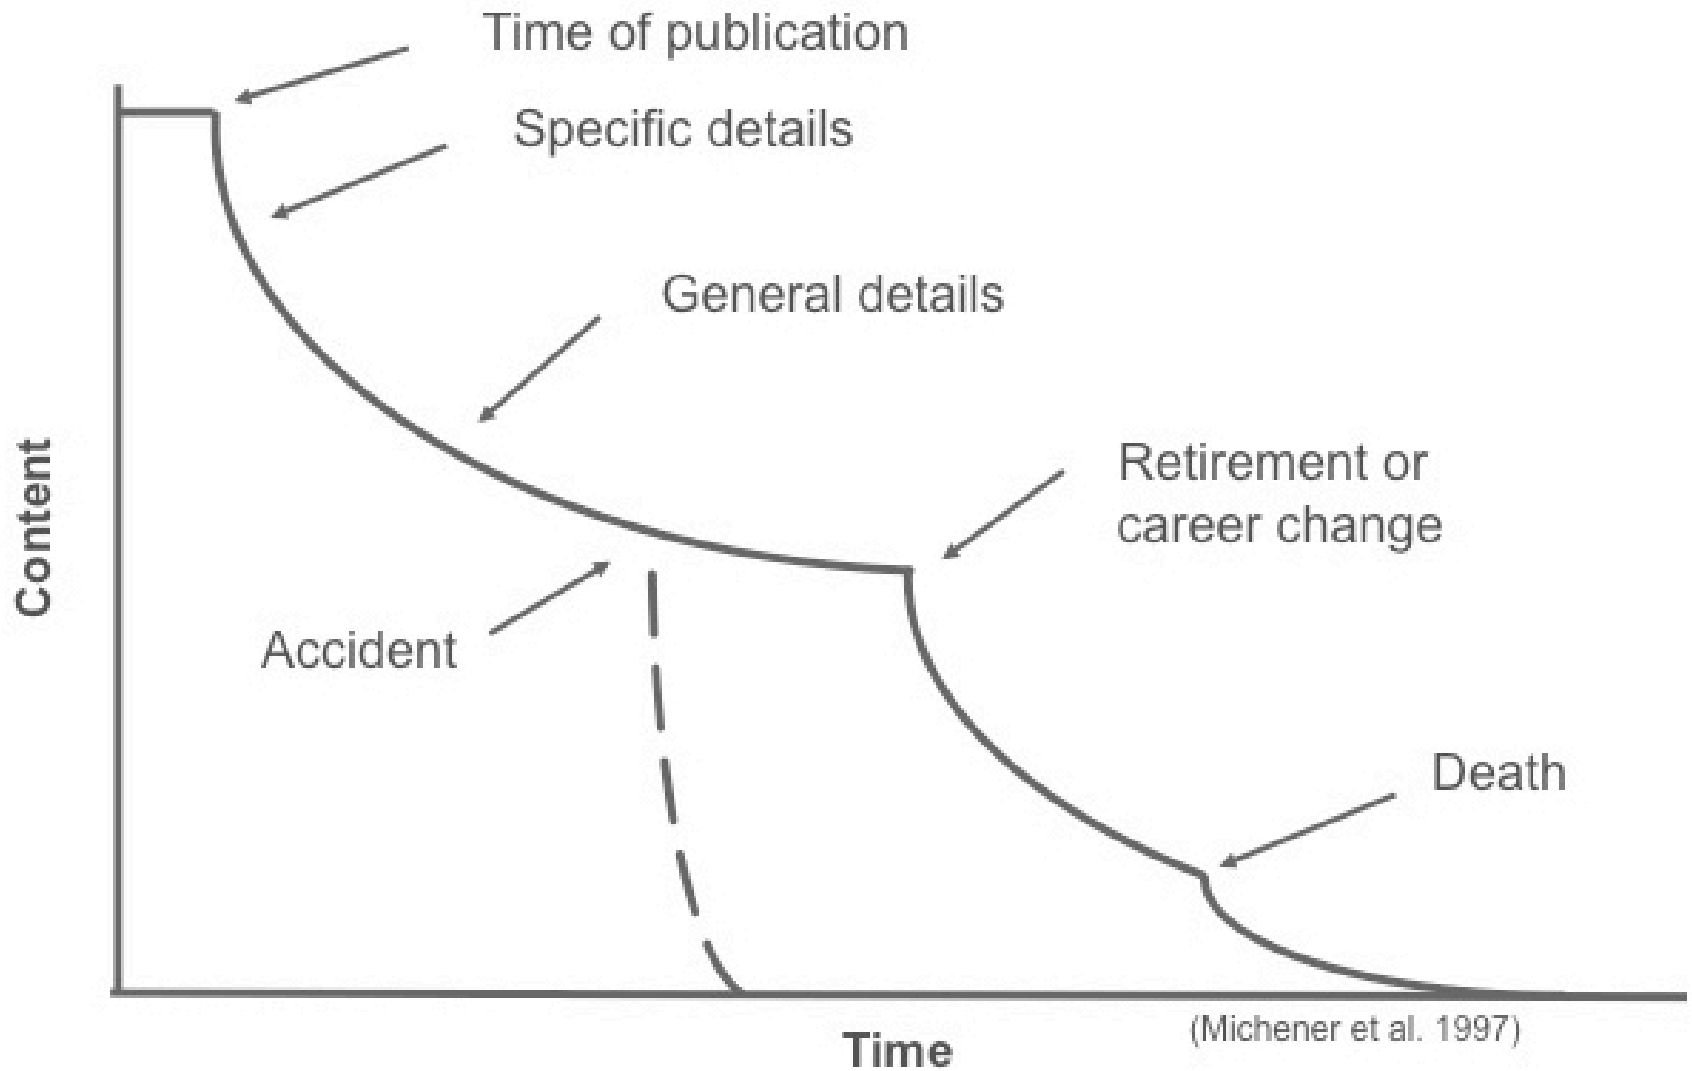 Time of publication
Specific details
General details
Retirement or
career change
Accident
Death
Content
Time
(Michener et al. 1997)